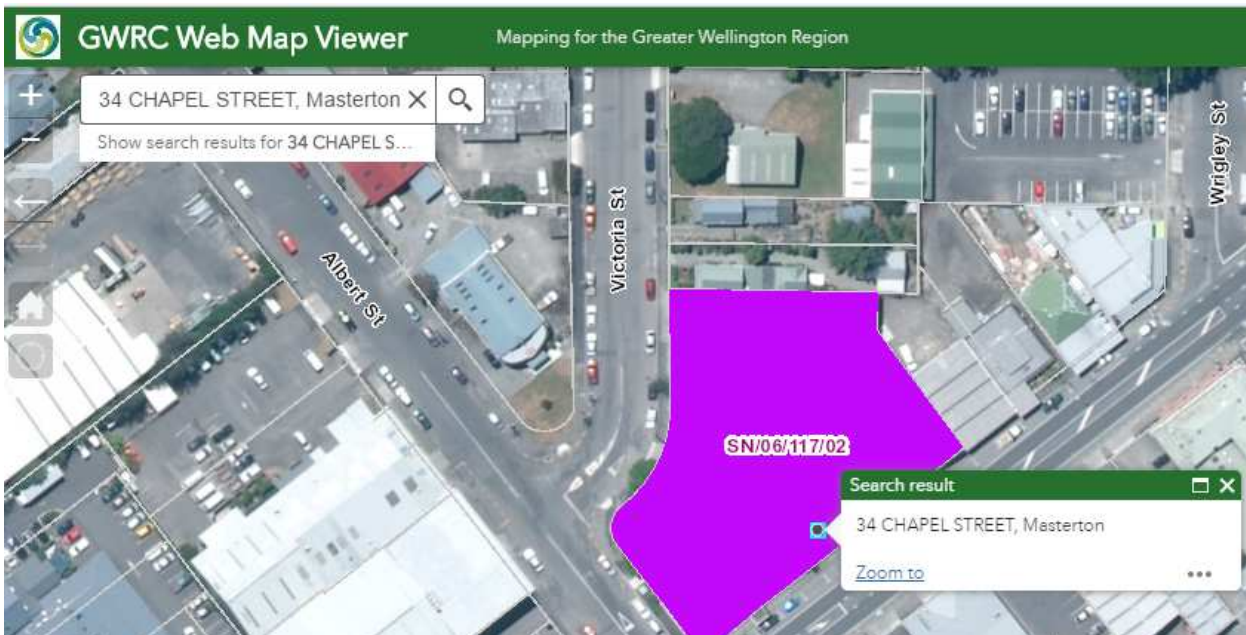 GWRC Web Map Viewer
Mapping for the Greater Wellington Region
34 CHAPEL STREET, Masterton
Show search results for 34 CHAPEL S...
Albert St
Victoria St
Wrigley St
SN/06/117/02
Search result
34 CHAPEL STREET, Masterton
Zoom to